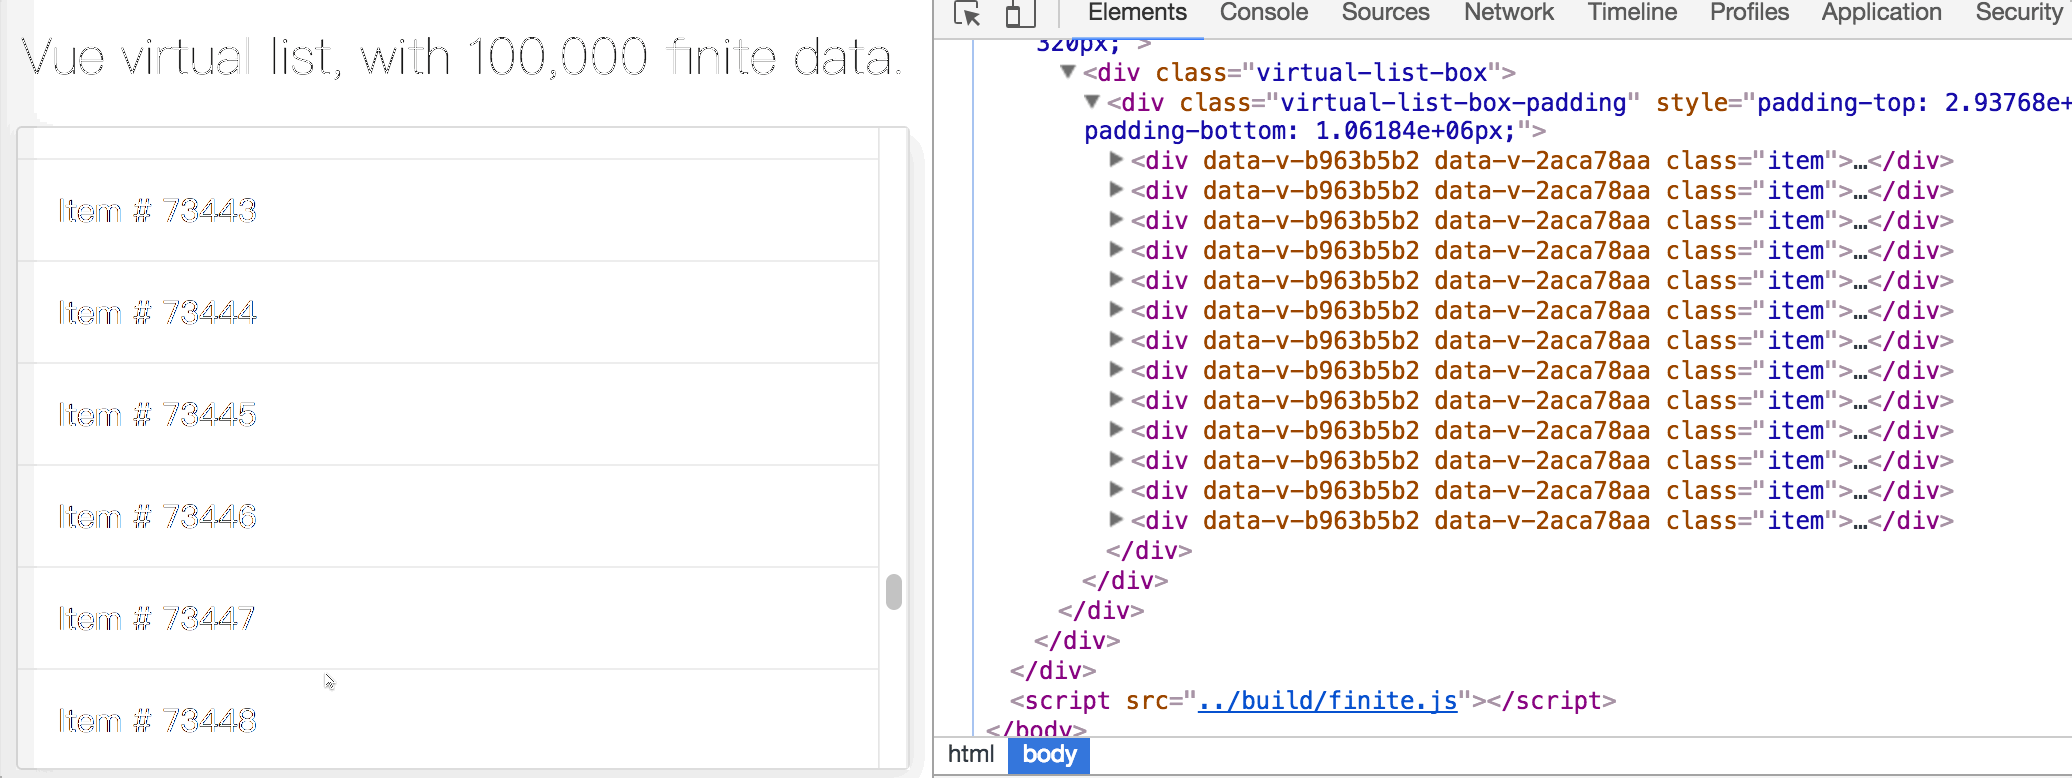 Vue virtual list, with 100,000 finite data.
Item # 73443
Item # 73444
Item # 73445
Item # 73446
Item # 73447
Item # 73448
Elements Console Sources Network Timeline Profiles Application Security
320px; ">
▼<div class="virtual-list-box">
▼<div class="virtual-list-box-padding" style="padding-top: 2.93768e+
padding-bottom: 1.06184e+06px;">
▶<div data-v-b963b5b2 data-v-2aca78aa class="item">…</div>
▶<div data-v-b963b5b2 data-v-2aca78aa class="item">…</div>
▶<div data-v-b963b5b2 data-v-2aca78aa class="item">…</div>
▶<div data-v-b963b5b2 data-v-2aca78aa class="item">…</div>
▶<div data-v-b963b5b2 data-v-2aca78aa class="item">…</div>
▶<div data-v-b963b5b2 data-v-2aca78aa class="item">…</div>
▶<div data-v-b963b5b2 data-v-2aca78aa class="item">…</div>
▶<div data-v-b963b5b2 data-v-2aca78aa class="item">…</div>
▶<div data-v-b963b5b2 data-v-2aca78aa class="item">…</div>
▶<div data-v-b963b5b2 data-v-2aca78aa class="item">…</div>
▶<div data-v-b963b5b2 data-v-2aca78aa class="item">…</div>
▶<div data-v-b963b5b2 data-v-2aca78aa class="item">…</div>
▶<div data-v-b963b5b2 data-v-2aca78aa class="item">…</div>
</div>
</div>
</div>
</div>
</div>
<script src="../build/finite.js"></script>
</body>
html body